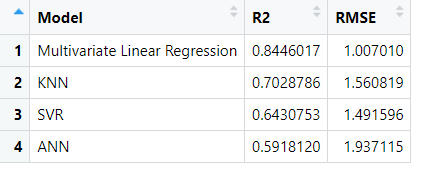 Model R2 RMSE
1 Multivariate Linear Regression 0.8446017 1.007010
2 KNN 0.7028786 1.560819
3 SVR 0.6430753 1.491596
4 ANN 0.5918120 1.937115